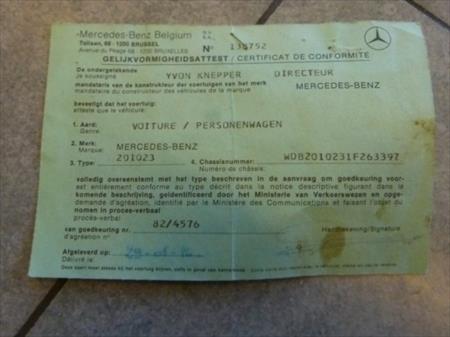 Mercedes-Benz Belgium
Tollaan, 68 - 1200 BRUSSEL
Avenue du Péage 68 - 1200 BRUXELLES
N°
GELIJKVORMIGHEIDSATTEST / CERTIFICAT DE CONFORMITE
De ondergetekende
Je soussigné
YVON KNEPPER DIRECTEUR
mandataris van de konstrukteur der voertuigen van het merk
mandataire du constructeur des véhicules de la marque
MERCEDES-BENZ
bevestigt dat het voertuig:
atteste que le véhicule:
1. Aard:
Genre:
VOITURE / PERSONENWAGEN
2. Merk:
Marque:
MERCEDES-BENZ
3. Type:
201023
4. Chassisnummer:
Numéro de châssis:
WDB2010231F263397
volledig overeenstemt met het type beschreven in de aanvraag om goedkeuring voor-
est entièrement conforme au type décrit dans la notice descriptive figurant dans la
komende beschrijving, geïdentificeerd door het Ministerie van Verkeerswezen en opge-
demande d'agréation, identifié par le Ministère des Communications et faisant l'objet du
nomen in proces-verbaal
procès-verbal
van goedkeuring nr.
d'agréation n°
82/4576
Handtekening/Signature
Afgeleverd op
Délivré le